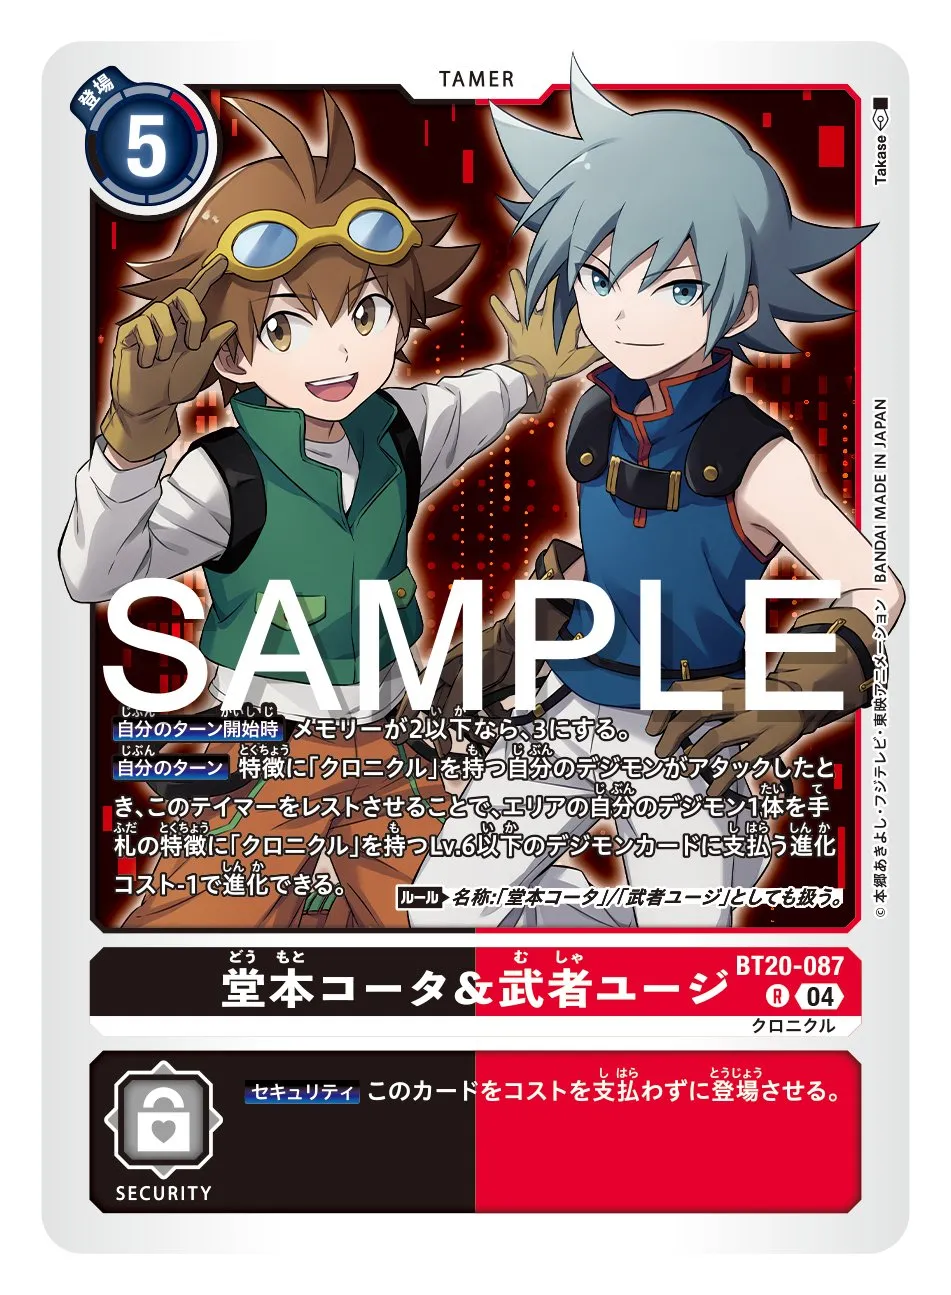 TAMER
登場
5
Takase
BANDAI MADE IN JAPAN
© 本郷あきよし・フジテレビ・東映アニメーション
SAMPLE
自分のターン開始時 メモリーが2以下なら、3にする。
自分のターン 特徴に「クロニクル」を持つ自分のデジモンがアタックしたと
き、このテイマーをレストさせることで、エリアの自分のデジモン1体を手
札の特徴に「クロニクル」を持つLv.6以下のデジモンカードに支払う進化
コスト-1で進化できる。
ルール 名称:「堂本コータ」/「武者ユージ」としても扱う。
どうもと むしゃ
堂本コータ&武者ユージ
BT20-087
R 04
クロニクル
セキュリティ このカードをコストを支払わずに登場させる。
SECURITY